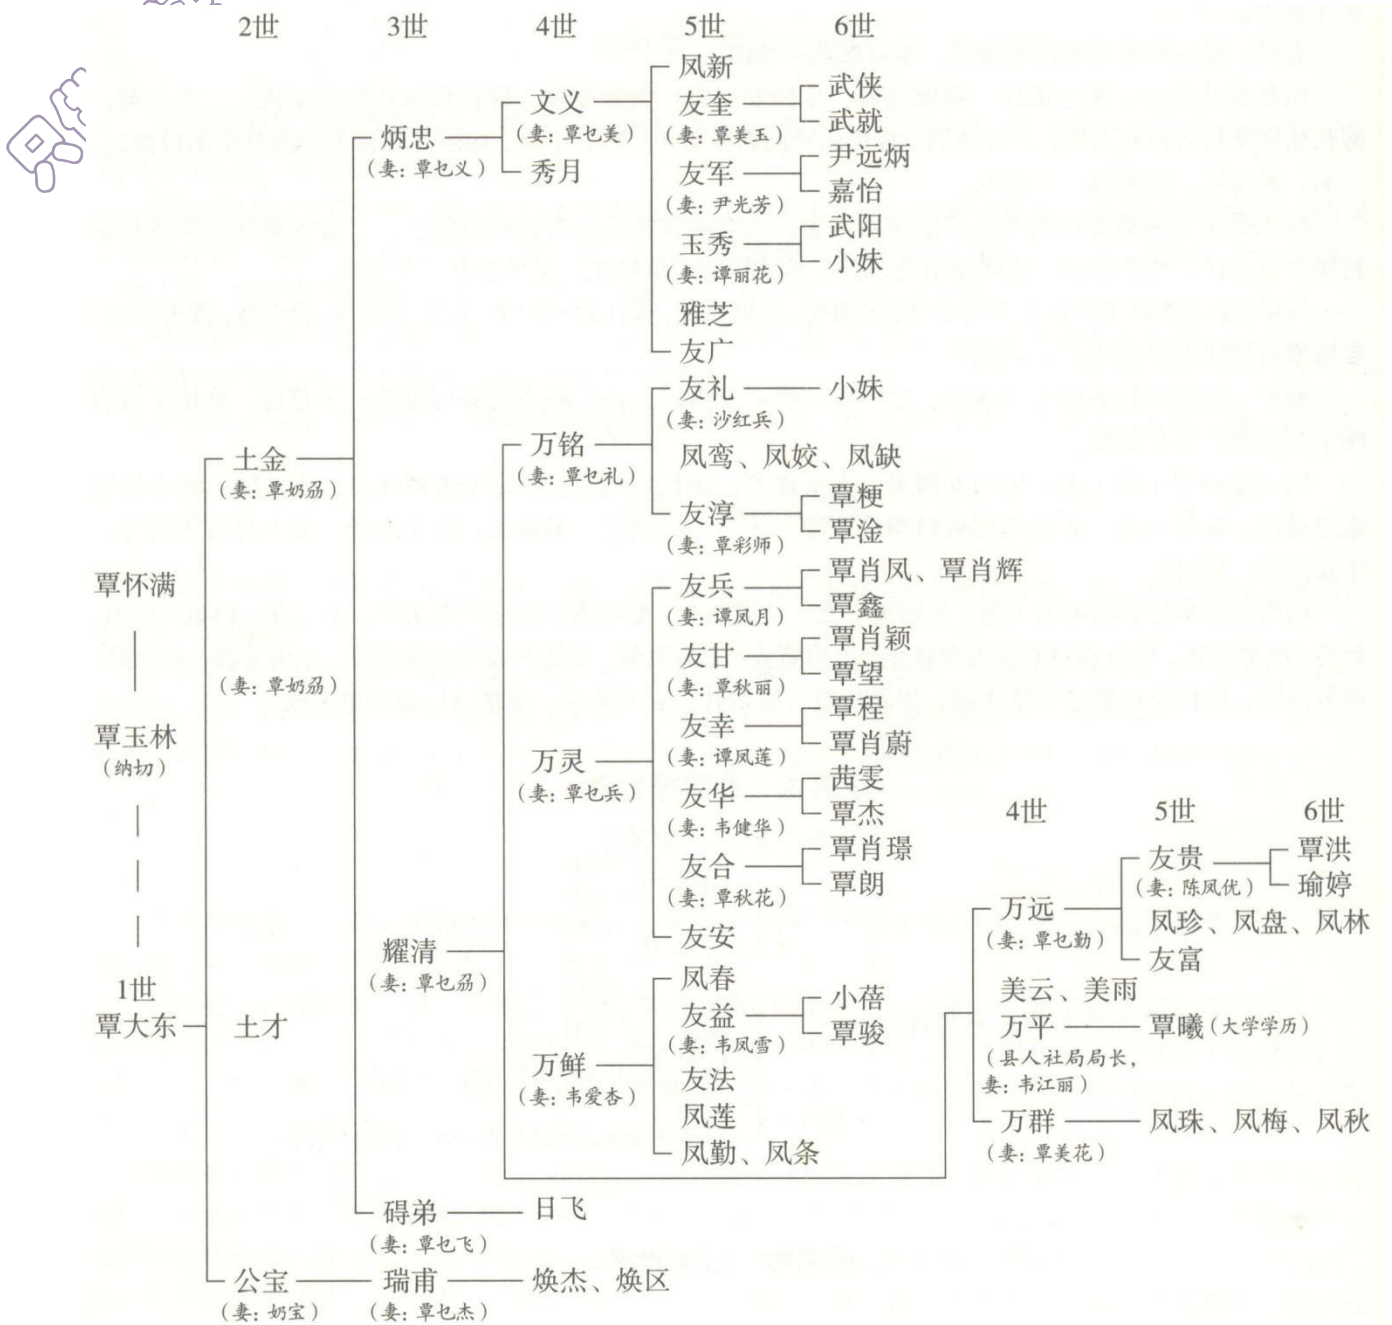 2世
3世
4世
5世
6世
凤新
文义
(妻: 覃乜美)
友奎
(妻: 覃美玉)
武侠
武就
炳忠
(妻: 覃乜义)
秀月
友军
(妻: 尹光芳)
尹远炳
嘉怡
玉秀
(妻: 谭丽花)
武阳
小妹
雅芝
友广
友礼
(妻: 沙红兵)
小妹
土金
(妻: 覃奶刕)
万铭
(妻: 覃乜礼)
凤鸾、凤姣、凤缺
友淳
(妻: 覃彩师)
覃粳
覃淦
覃怀满
友兵
(妻: 谭凤月)
覃肖凤、覃肖辉
覃鑫
(妻: 覃奶刕)
友甘
(妻: 覃秋丽)
覃肖颖
覃望
覃玉林
(纳切)
友幸
(妻: 谭凤莲)
覃程
覃肖蔚
万灵
(妻: 覃乜兵)
友华
(妻: 韦健华)
茜雯
覃杰
友合
(妻: 覃秋花)
覃肖璟
覃朗
友安
耀清
(妻: 覃乜刕)
凤春
1世
覃大东
土才
友益
(妻: 韦凤雪)
小蓓
覃骏
万鲜
(妻: 韦爱杏)
友法
凤莲
凤勤、凤条
4世
5世
6世
友贵
(妻: 陈凤优)
覃洪
瑜婷
万远
(妻: 覃乜勤)
凤珍、凤盘、凤林
友富
美云、美雨
万平
(县人社局局长,
妻: 韦江丽)
覃曦(大学学历)
万群
(妻: 覃美花)
凤珠、凤梅、凤秋
碍弟
(妻: 覃乜飞)
日飞
公宝
(妻: 奶宝)
瑞甫
(妻: 覃乜杰)
焕杰、焕区